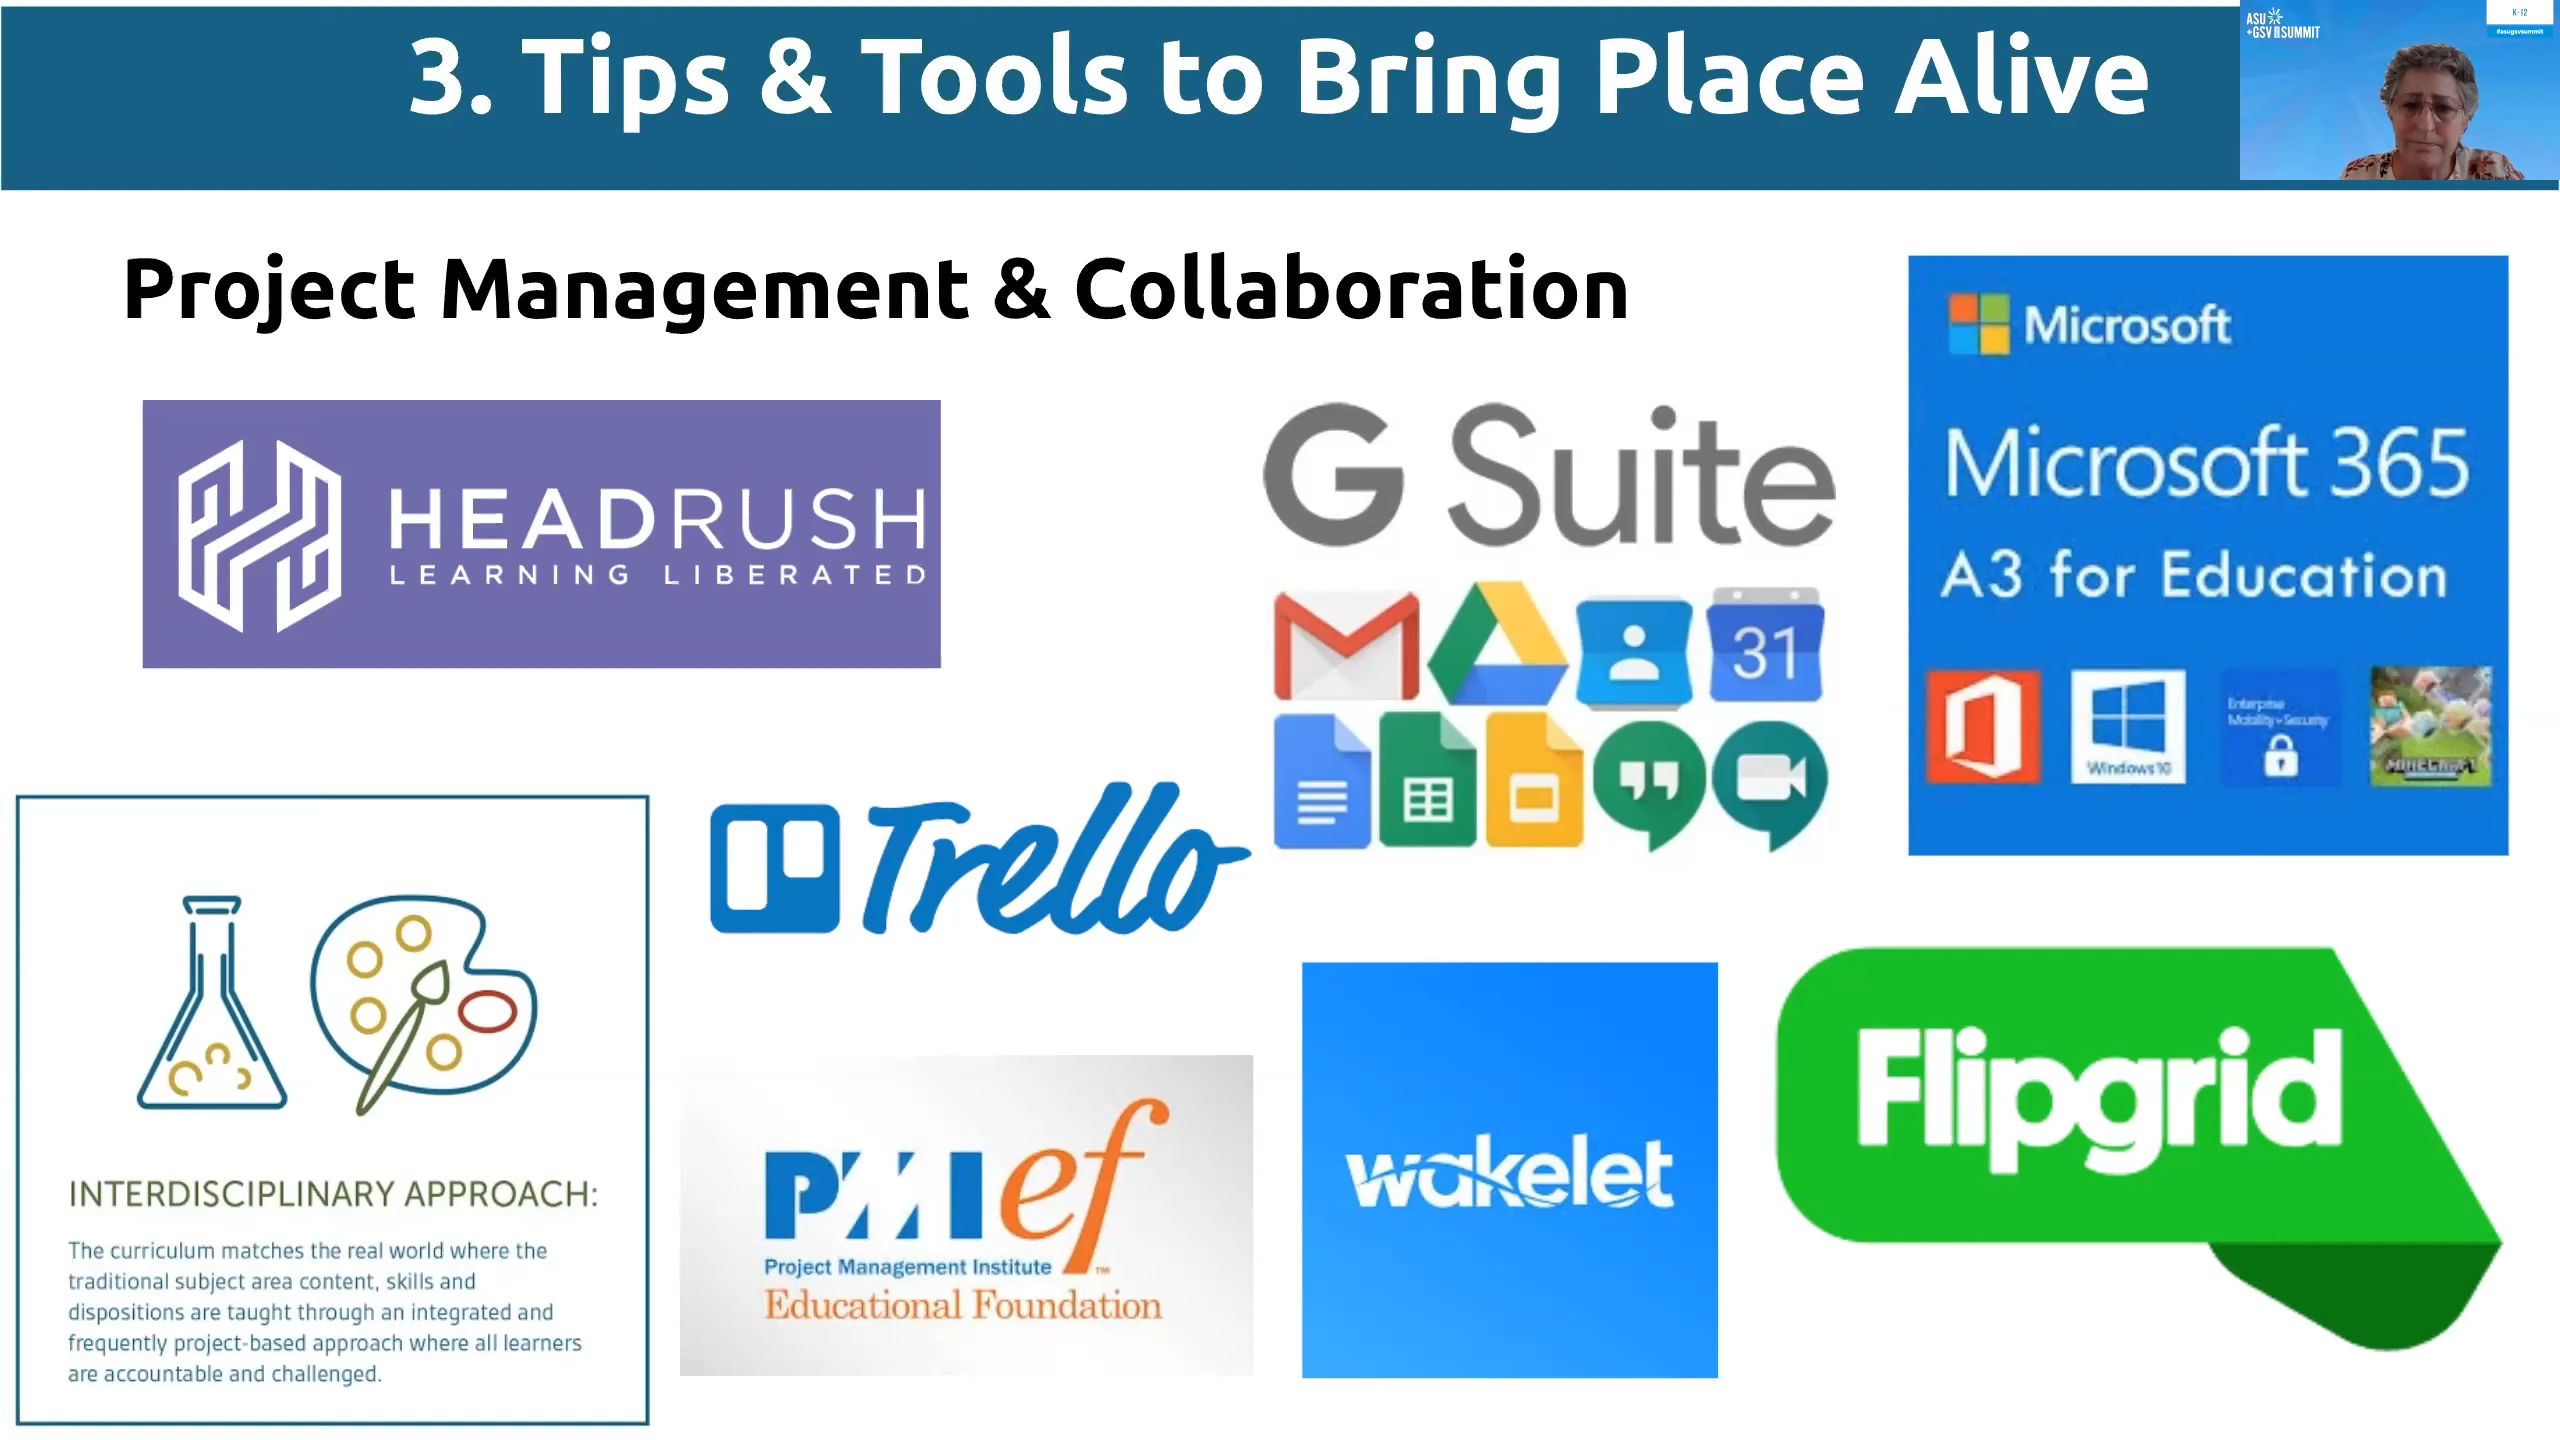 3. Tips & Tools to Bring Place Alive
ASU
+GSV SUMMIT
K-12
#asugsvsummit
Project Management & Collaboration
Microsoft
Microsoft 365
A3 for Education
Windows 10
Enterprise
Mobility + Security
MINECRAFT
HEADRUSH
LEARNING LIBERATED
G Suite
31
Trello
INTERDISCIPLINARY APPROACH:
The curriculum matches the real world where the
traditional subject area content, skills and
dispositions are taught through an integrated and
frequently project-based approach where all learners
are accountable and challenged.
PMIef
Project Management Institute
TM
Educational Foundation
wakelet
Flipgrid